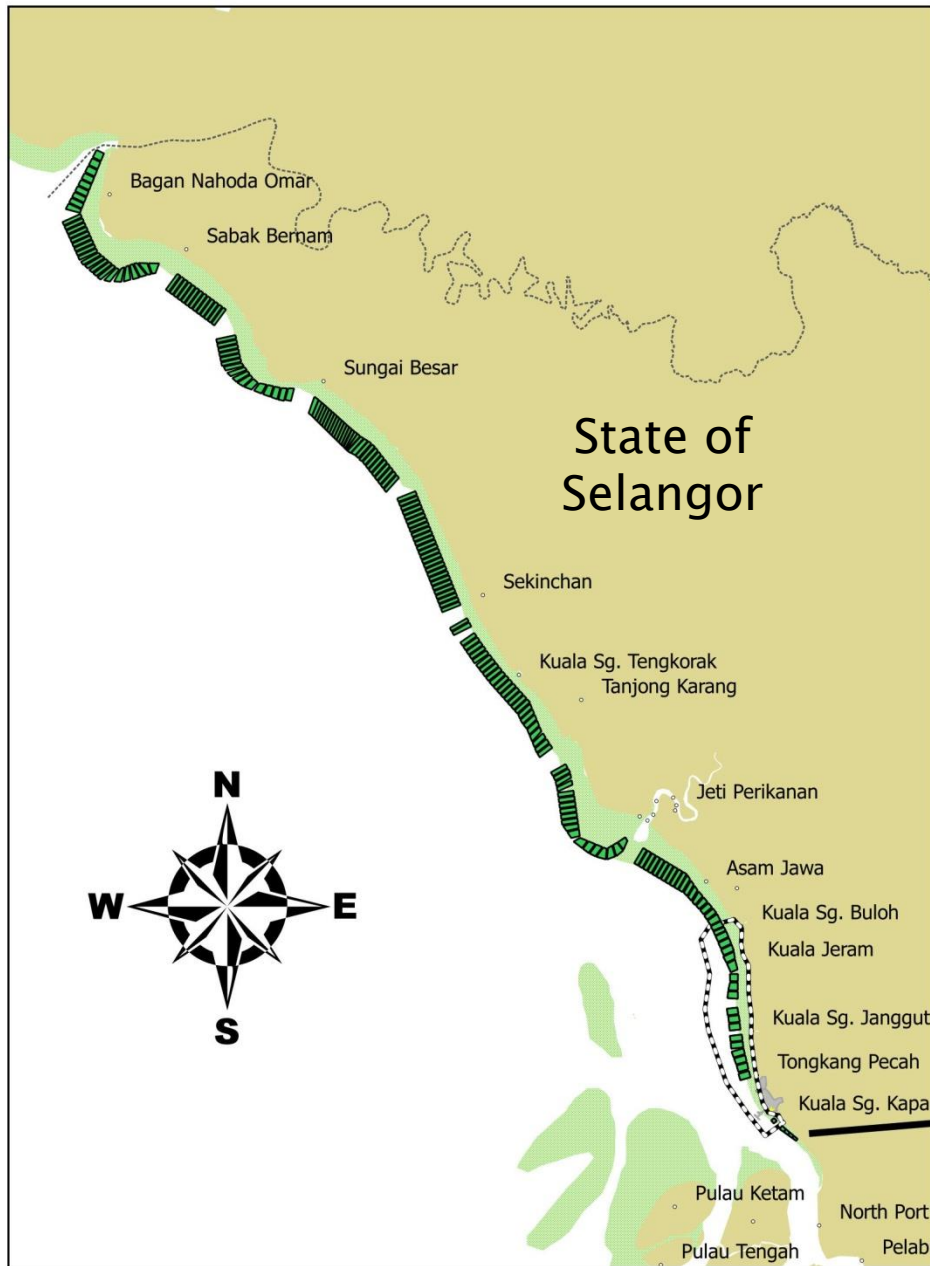 Bagan Nahoda Omar
Sabak Bernam
Sungai Besar
State of
Selangor
Sekinchan
Kuala Sg. Tengkorak
Tanjong Karang
Jeti Perikanan
N
W
E
S
Asam Jawa
Kuala Sg. Buloh
Kuala Jeram
Kuala Sg. Janggut
Tongkang Pecah
Kuala Sg. Kapa
Pulau Ketam
North Port
Pulau Tengah
Pelab